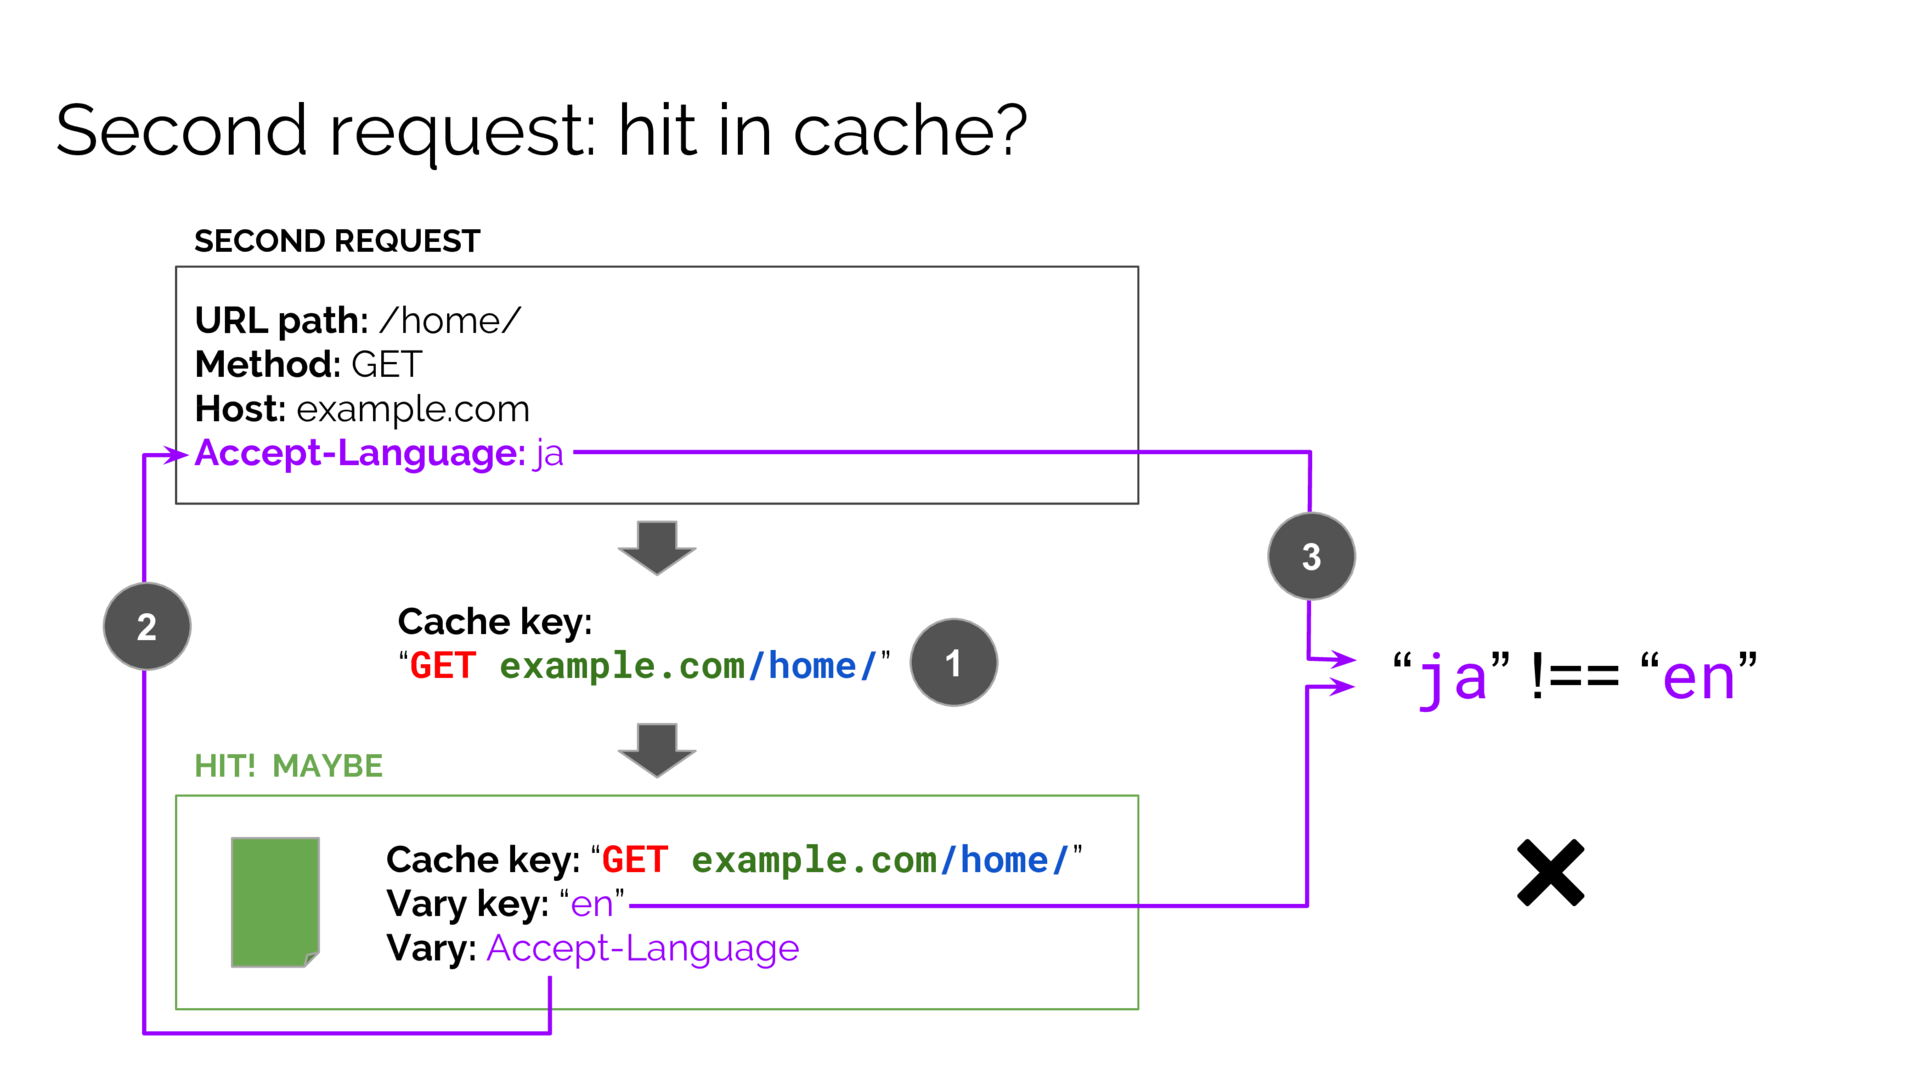 Second request: hit in cache?
SECOND REQUEST
URL path: /home/
Method: GET
Host: example.com
Accept-Language: ja
3
2
Cache key:
“GET example.com/home/”
1
“ja” !== “en”
HIT! MAYBE
Cache key: “GET example.com/home/”
Vary key: “en”
Vary: Accept-Language